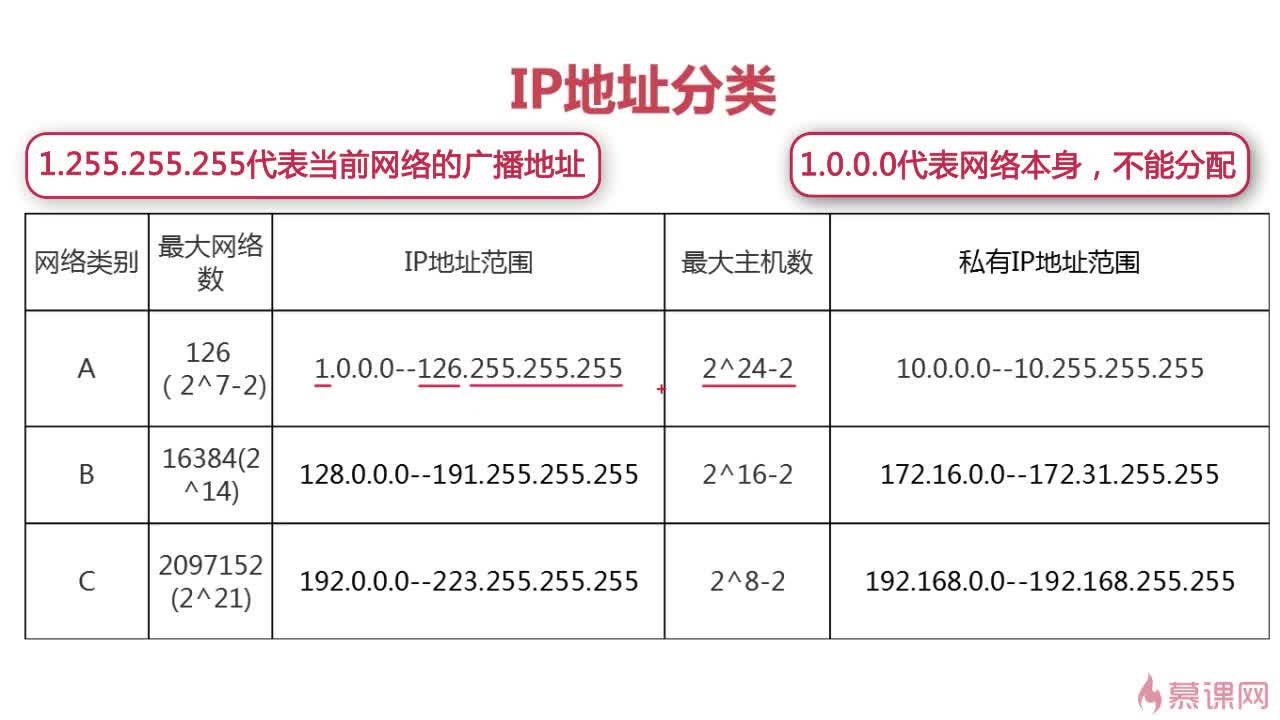 IP地址分类
1.255.255.255代表当前网络的广播地址
1.0.0.0代表网络本身，不能分配
网络类别
最大网络
数
IP地址范围
最大主机数
私有IP地址范围
A
126
（2^7-2)
1.0.0.0--126.255.255.255
2^24-2
10.0.0.0--10.255.255.255
B
16384(2
^14)
128.0.0.0--191.255.255.255
2^16-2
172.16.0.0--172.31.255.255
C
2097152
(2^21)
192.0.0.0--223.255.255.255
2^8-2
192.168.0.0--192.168.255.255
慕课网